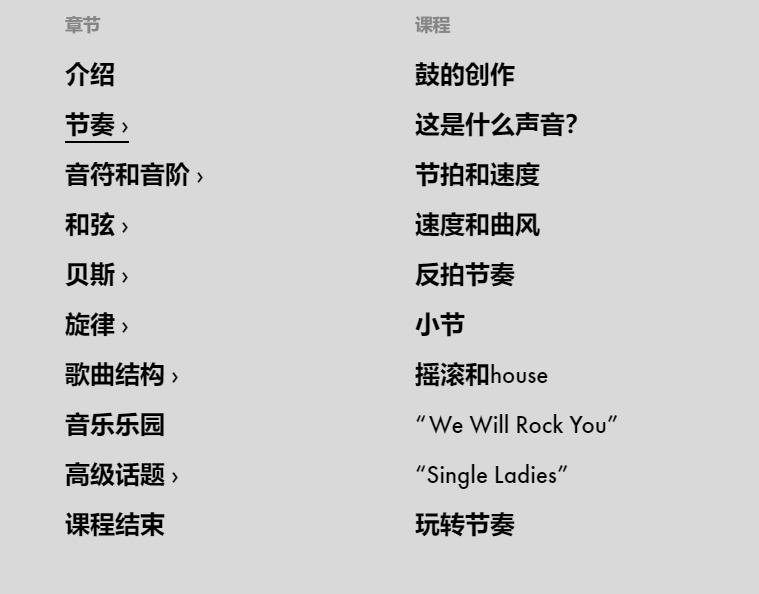 章节
介绍
节奏 ›
音符和音阶 ›
和弦 ›
贝斯 ›
旋律 ›
歌曲结构 ›
音乐乐园
高级话题 ›
课程结束
课程
鼓的创作
这是什么声音？
节拍和速度
速度和曲风
反拍节奏
小节
摇滚和house
“We Will Rock You”
“Single Ladies”
玩转节奏